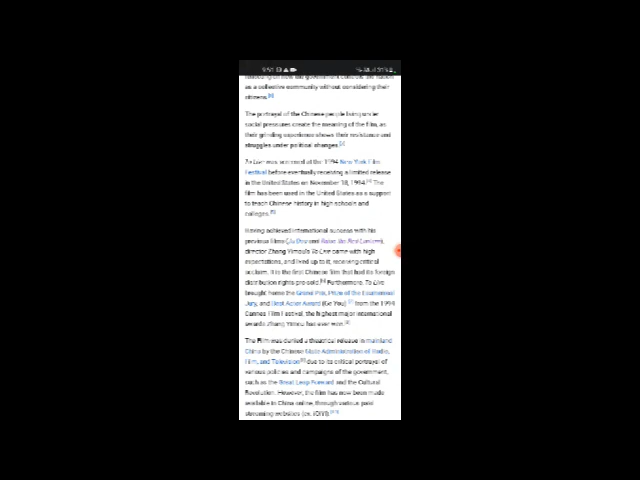 as a collective community without considering their
citizens.
The portrayal of the Chinese people living under
social pressures create the meaning of the film, as
their grinding experience shows their resistance and
struggles under political changes.
To Live was screened at the 1994 New York Film
Festival before eventually receiving a limited release
in the United States on November 18, 1994. The
film has been used in the United States as a support
to teach Chinese history in high schools and
colleges.
Having achieved international success with his
previous films (Ju Dou and Raise the Red Lantern),
director Zhang Yimou's To Live came with high
expectations, and lived up to it, receiving critical
acclaim. It is the first Chinese film that had its foreign
distribution rights pre-sold. Furthermore, To Live
brought home the Grand Prix, Prize of the Ecumenical
Jury, and Best Actor Award (Ge You) from the 1994
Cannes Film Festival, the highest major international
awards Zhang Yimou has ever won.
The Film was denied a theatrical release in mainland
China by the Chinese State Administration of Radio,
Film, and Television due to its critical portrayal of
various policies and campaigns of the government,
such as the Great Leap Forward and the Cultural
Revolution. However, the film has now been made
available in China online, through various paid
streaming websites (ex. iQIYI).